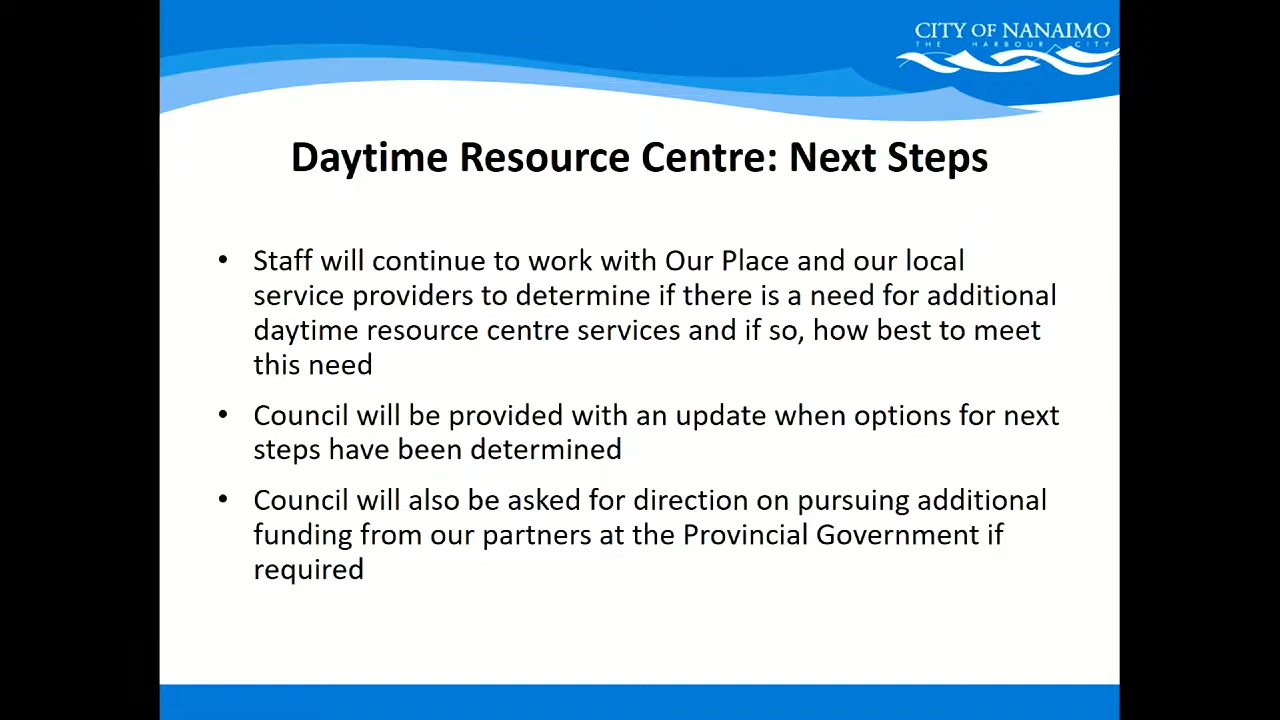 CITY OF NANAIMO
THE HARBOUR CITY
Daytime Resource Centre: Next Steps
• Staff will continue to work with Our Place and our local
service providers to determine if there is a need for additional
daytime resource centre services and if so, how best to meet
this need
• Council will be provided with an update when options for next
steps have been determined
• Council will also be asked for direction on pursuing additional
funding from our partners at the Provincial Government if
required